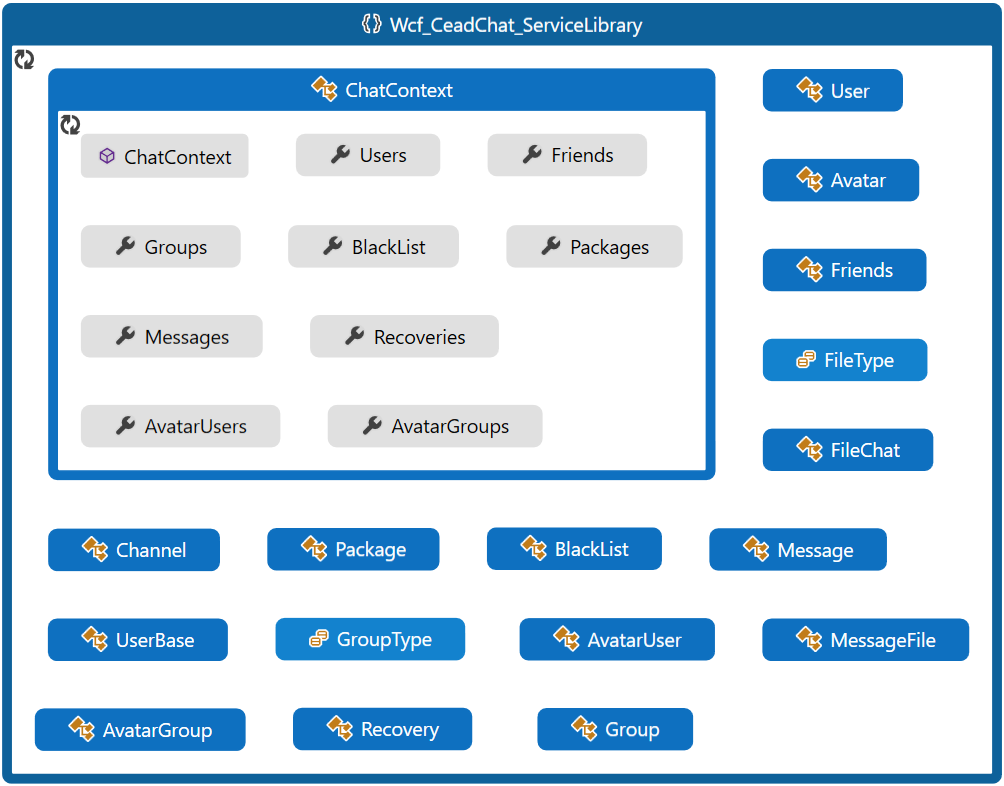 Wcf_CeadChat_ServiceLibrary
ChatContext
ChatContext
Users
Friends
Groups
BlackList
Packages
Messages
Recoveries
AvatarUsers
AvatarGroups
User
Avatar
Friends
FileType
FileChat
Channel
Package
BlackList
Message
UserBase
GroupType
AvatarUser
MessageFile
AvatarGroup
Recovery
Group